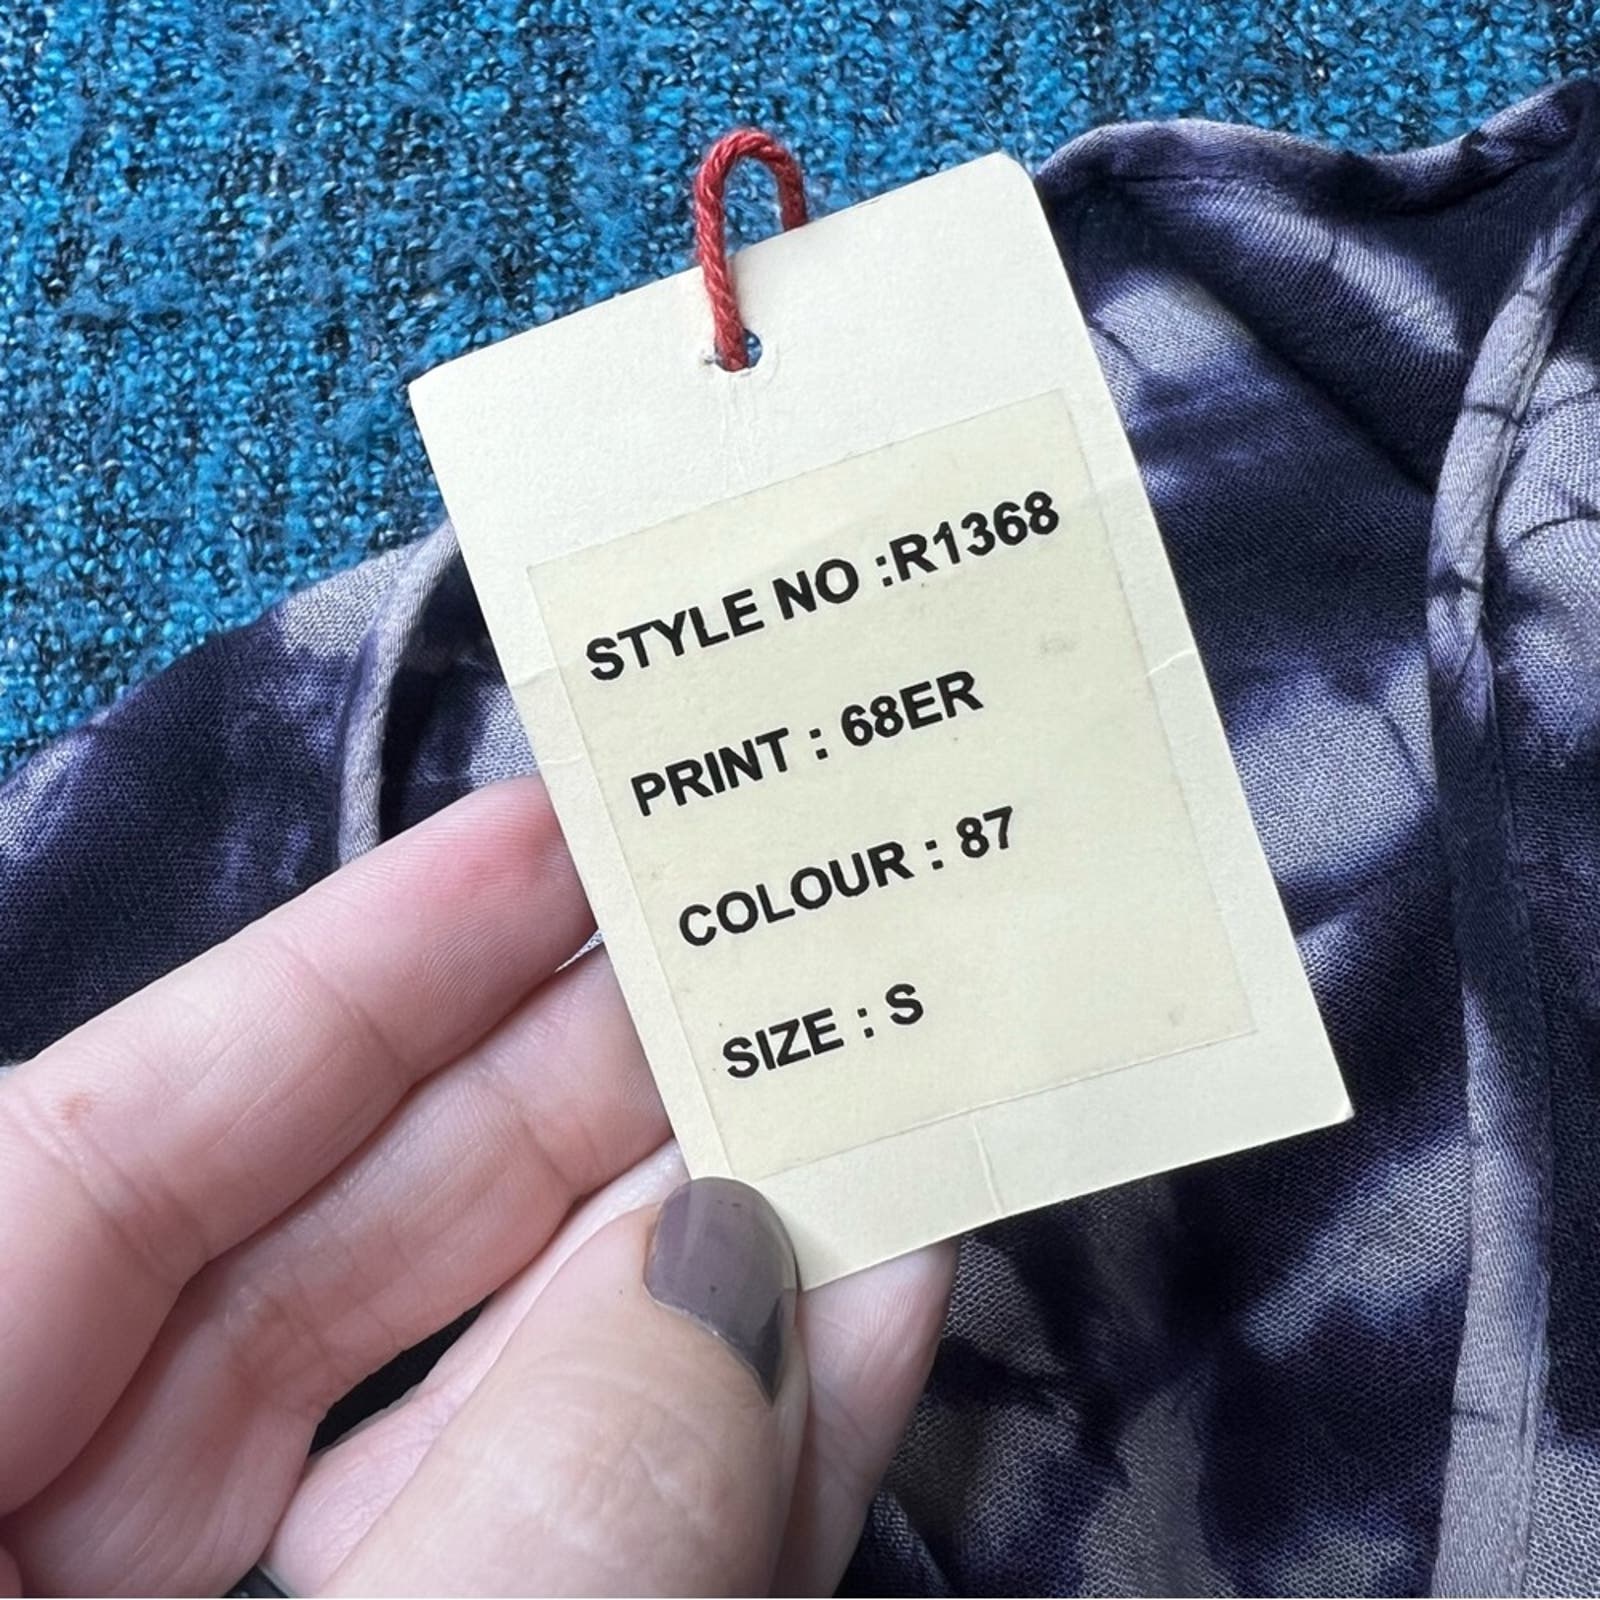 STYLE NO :R1368
PRINT : 68ER
COLOUR : 87
SIZE : S